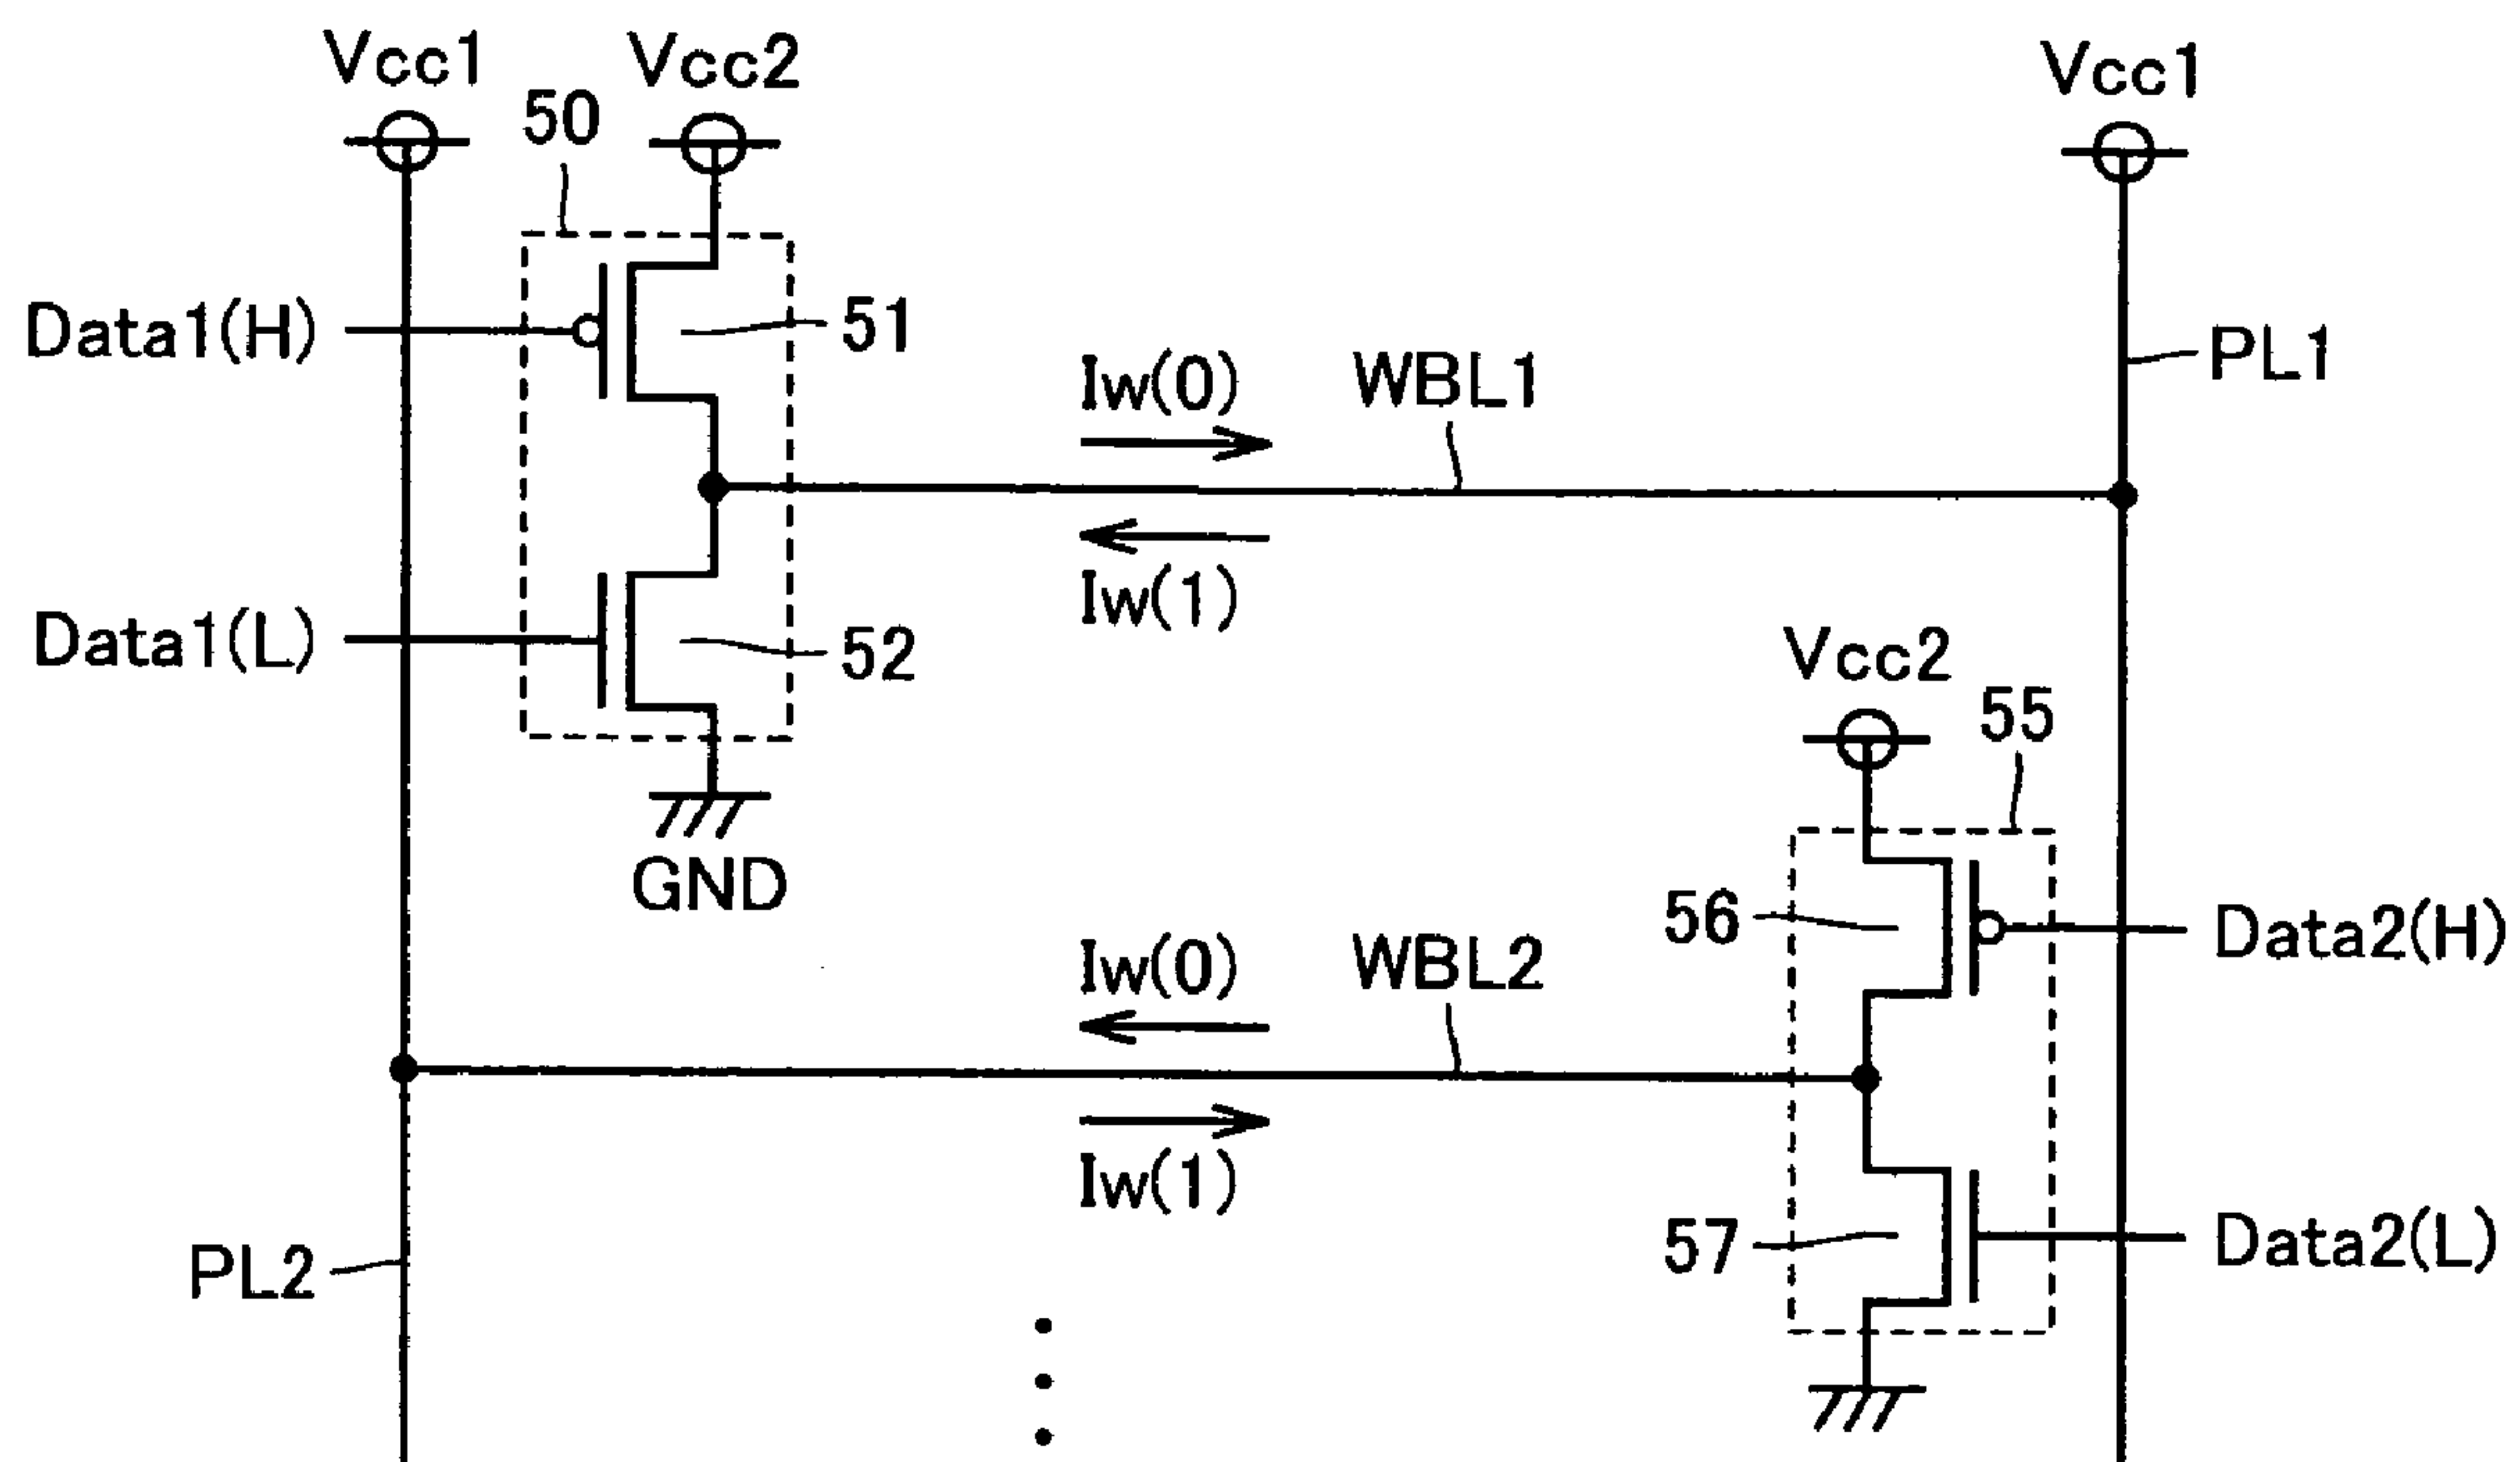 Vcc1
Vcc2
Vcc1
50
Data1(H)
51
Iw(0)
WBL1
PL1
Iw(1)
Data1(L)
52
Vcc2
55
GND
56
Data2(H)
Iw(0)
WBL2
Iw(1)
57
Data2(L)
PL2